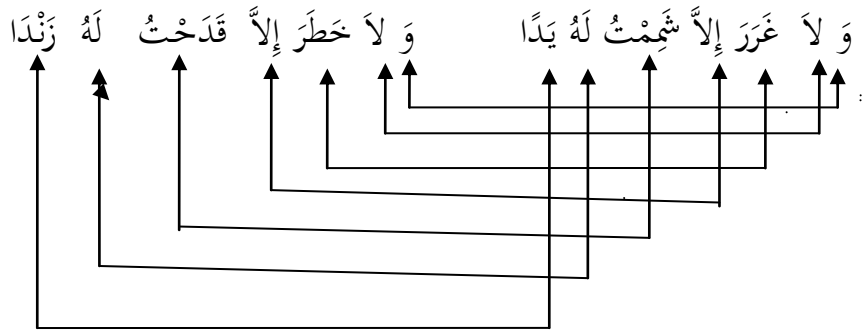 وَ لاَ غَرَرَ إِلاَّ شَمِمْتُ لَهُ يَدًا وَ لاَ خَطَرَ إِلاَّ قَدَحْتُ لَهُ زَنْدَا